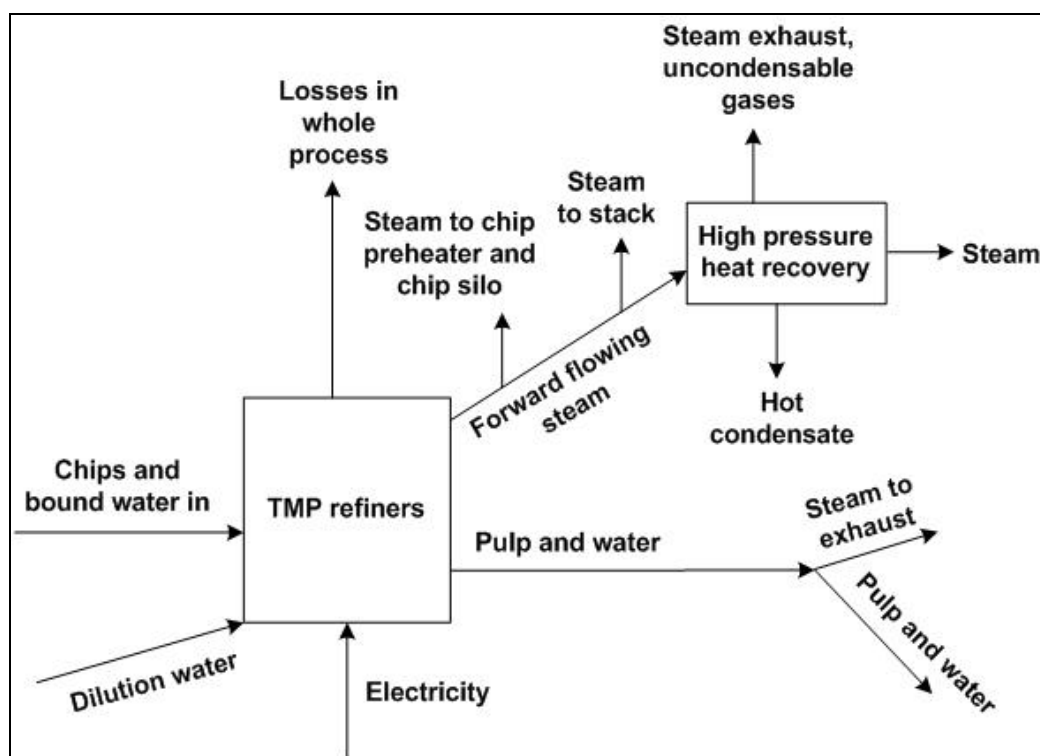 Steam exhaust,
uncondensable
gases
Losses in
whole
process
Steam
to stack
Steam to chip
preheater and
chip silo
High pressure
heat recovery
Steam
Forward flowing
steam
Hot
condensate
Chips and
bound water in
TMP refiners
Pulp and water
Steam to
exhaust
Pulp and water
Dilution water
Electricity